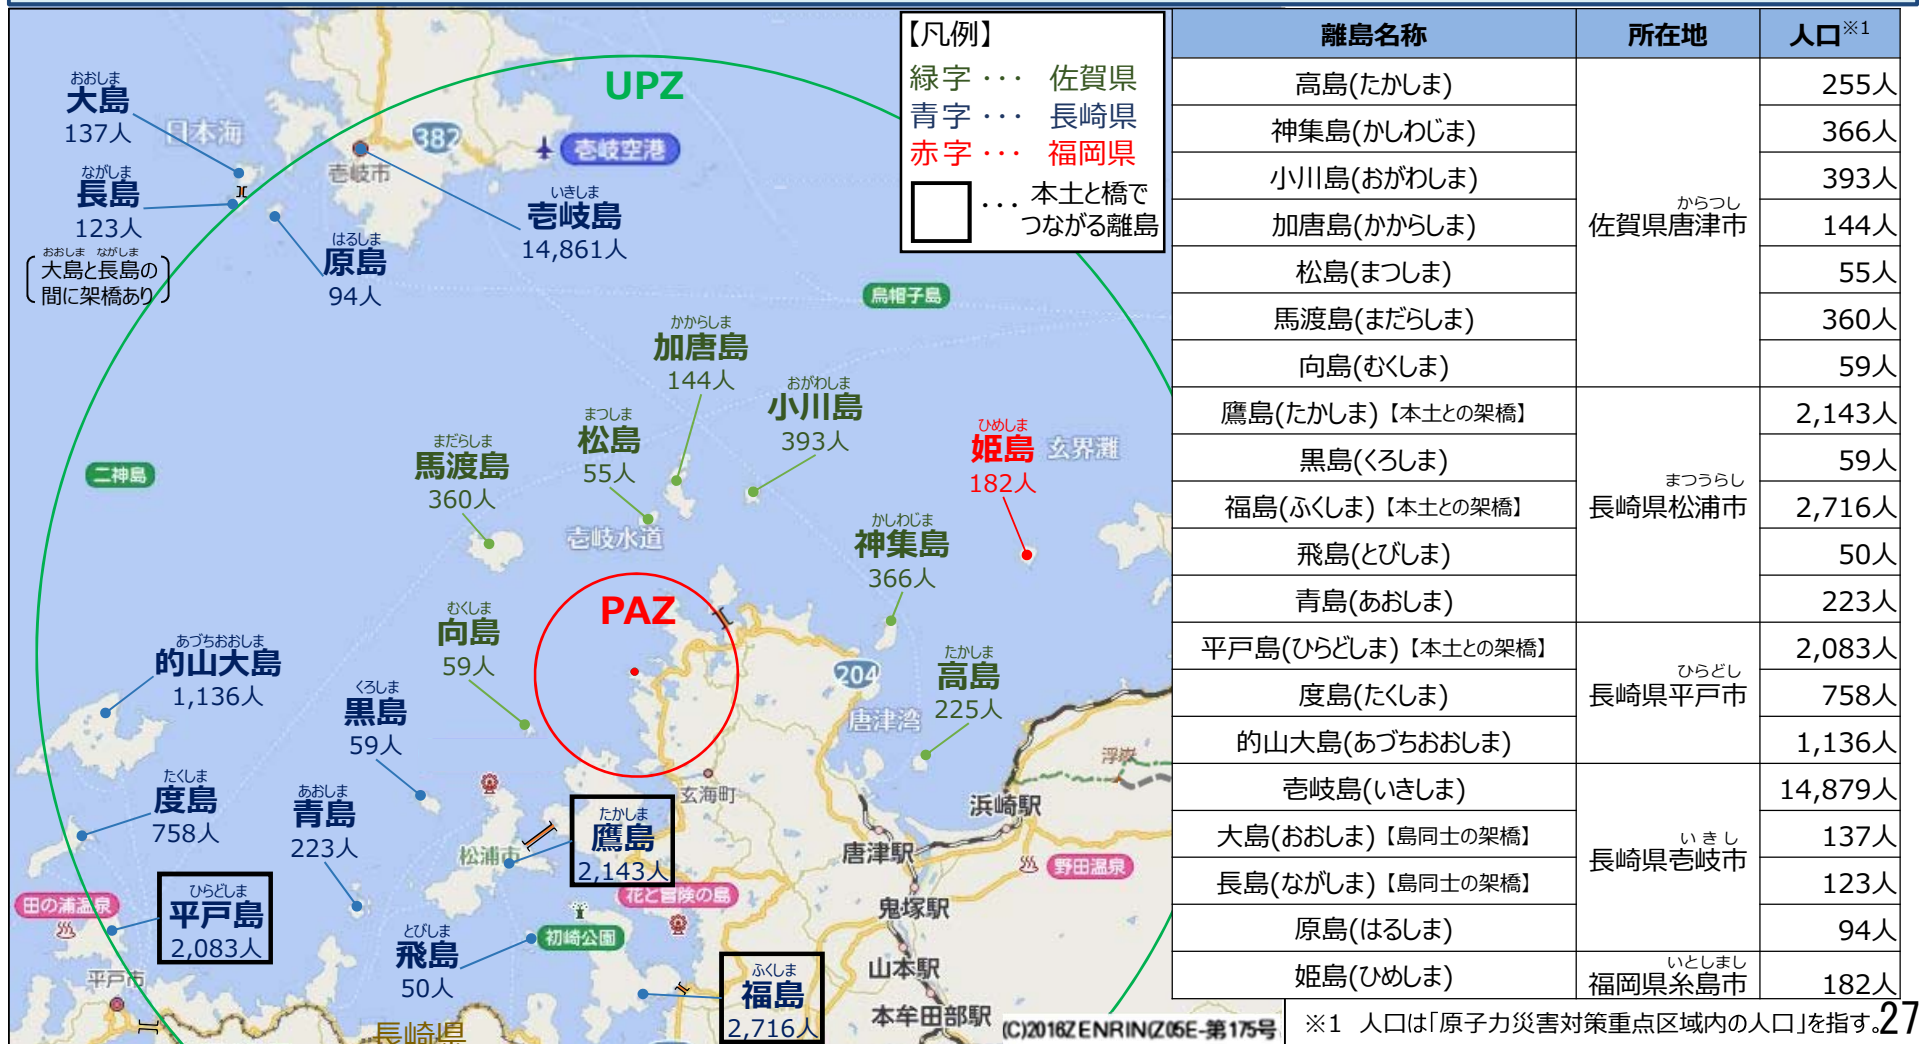 【凡例】
緑字 ・・・ 佐賀県
青字 ・・・ 長崎県
赤字 ・・・ 福岡県
・・・ 本土と橋で
つながる離島
UPZ
おおしま
大島
137人
日本海
ながしま
長島
123人
おおしま ながしま
大島と長島の
間に架橋あり
はるしま
原島
94人
382
壱岐市
壱岐空港
いきしま
壱岐島
14,861人
烏帽子島
かからしま
加唐島
144人
おがわしま
小川島
393人
まつしま
松島
55人
まだらしま
馬渡島
360人
二神島
壱岐水道
ひめしま
姫島
182人
玄界灘
かしわじま
神集島
366人
PAZ
むくしま
向島
59人
204
たかしま
高島
225人
唐津湾
あづちおおしま
的山大島
1,136人
くろしま
黒島
59人
たくしま
度島
758人
あおしま
青島
223人
玄海町
浜崎駅
浮嶽
たかしま
鷹島
2,143人
松浦市
唐津駅
野田温泉
花と冒険の島
田の浦温泉
ひらどしま
平戸島
2,083人
鬼塚駅
とびしま
飛島
50人
初崎公園
平戸市
ふくしま
福島
2,716人
山本駅
本牟田部駅
長崎県
(C)2016ZENRIN(Z05E-第175号
離島名称 所在地 人口※1
高島(たかしま) 255人
神集島(かしわじま) 366人
小川島(おがわしま) 393人
からつし
加唐島(かからしま) 佐賀県唐津市 144人
松島(まつしま) 55人
馬渡島(まだらしま) 360人
向島(むくしま) 59人
鷹島(たかしま)【本土との架橋】 2,143人
黒島(くろしま) 59人
まつうらし
福島(ふくしま)【本土との架橋】 長崎県松浦市 2,716人
飛島(とびしま) 50人
青島(あおしま) 223人
平戸島(ひらどしま)【本土との架橋】 2,083人
ひらどし
度島(たくしま) 長崎県平戸市 758人
的山大島(あづちおおしま) 1,136人
壱岐島(いきしま) 14,879人
大島(おおしま)【島同士の架橋】 137人
いきし
長崎県壱岐市
長島(ながしま)【島同士の架橋】 123人
原島(はるしま) 94人
いとしまし
姫島(ひめしま) 福岡県糸島市 182人
※1 人口は「原子力災害対策重点区域内の人口」を指す。
27